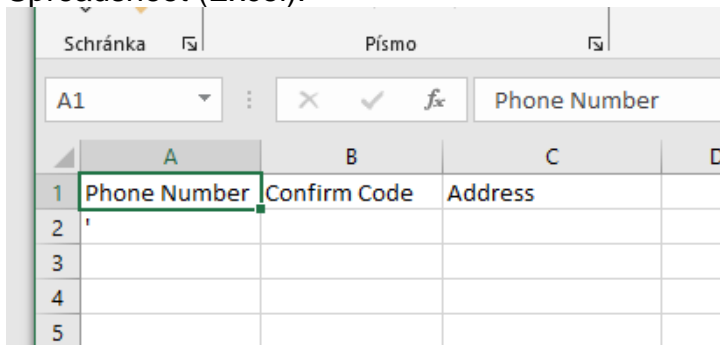 Spreadsheet (Excel):
Schránka Písmo
A1 fx Phone Number
A B C D
1 Phone Number Confirm Code Address
2 '
3
4
5